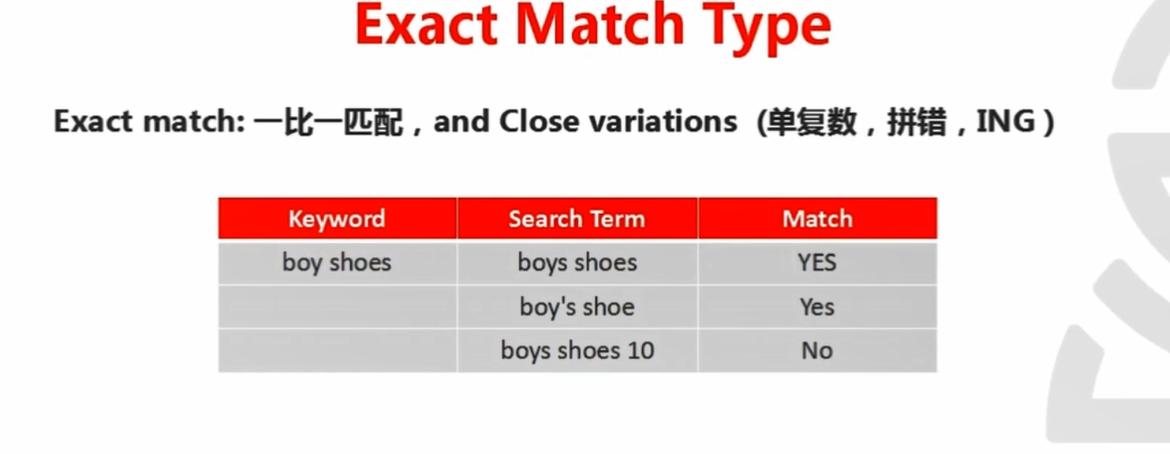 Exact Match Type
Exact match: 一比一匹配，and Close variations (单复数，拼错，ING )
Keyword Search Term Match
boy shoes boys shoes YES
boy's shoe Yes
boys shoes 10 No